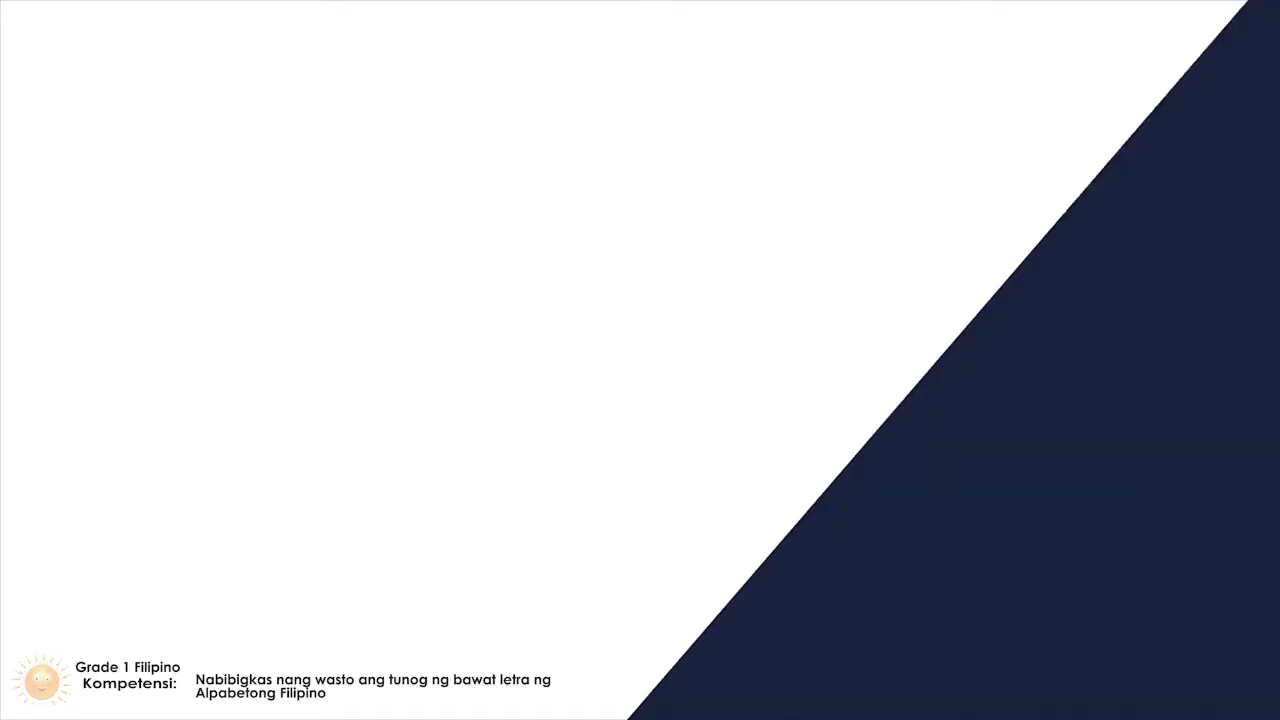 Grade 1 Filipino
Kompetensi:
Nabibigkas nang wasto ang tunog ng bawat letra ng
Alpabetong Filipino